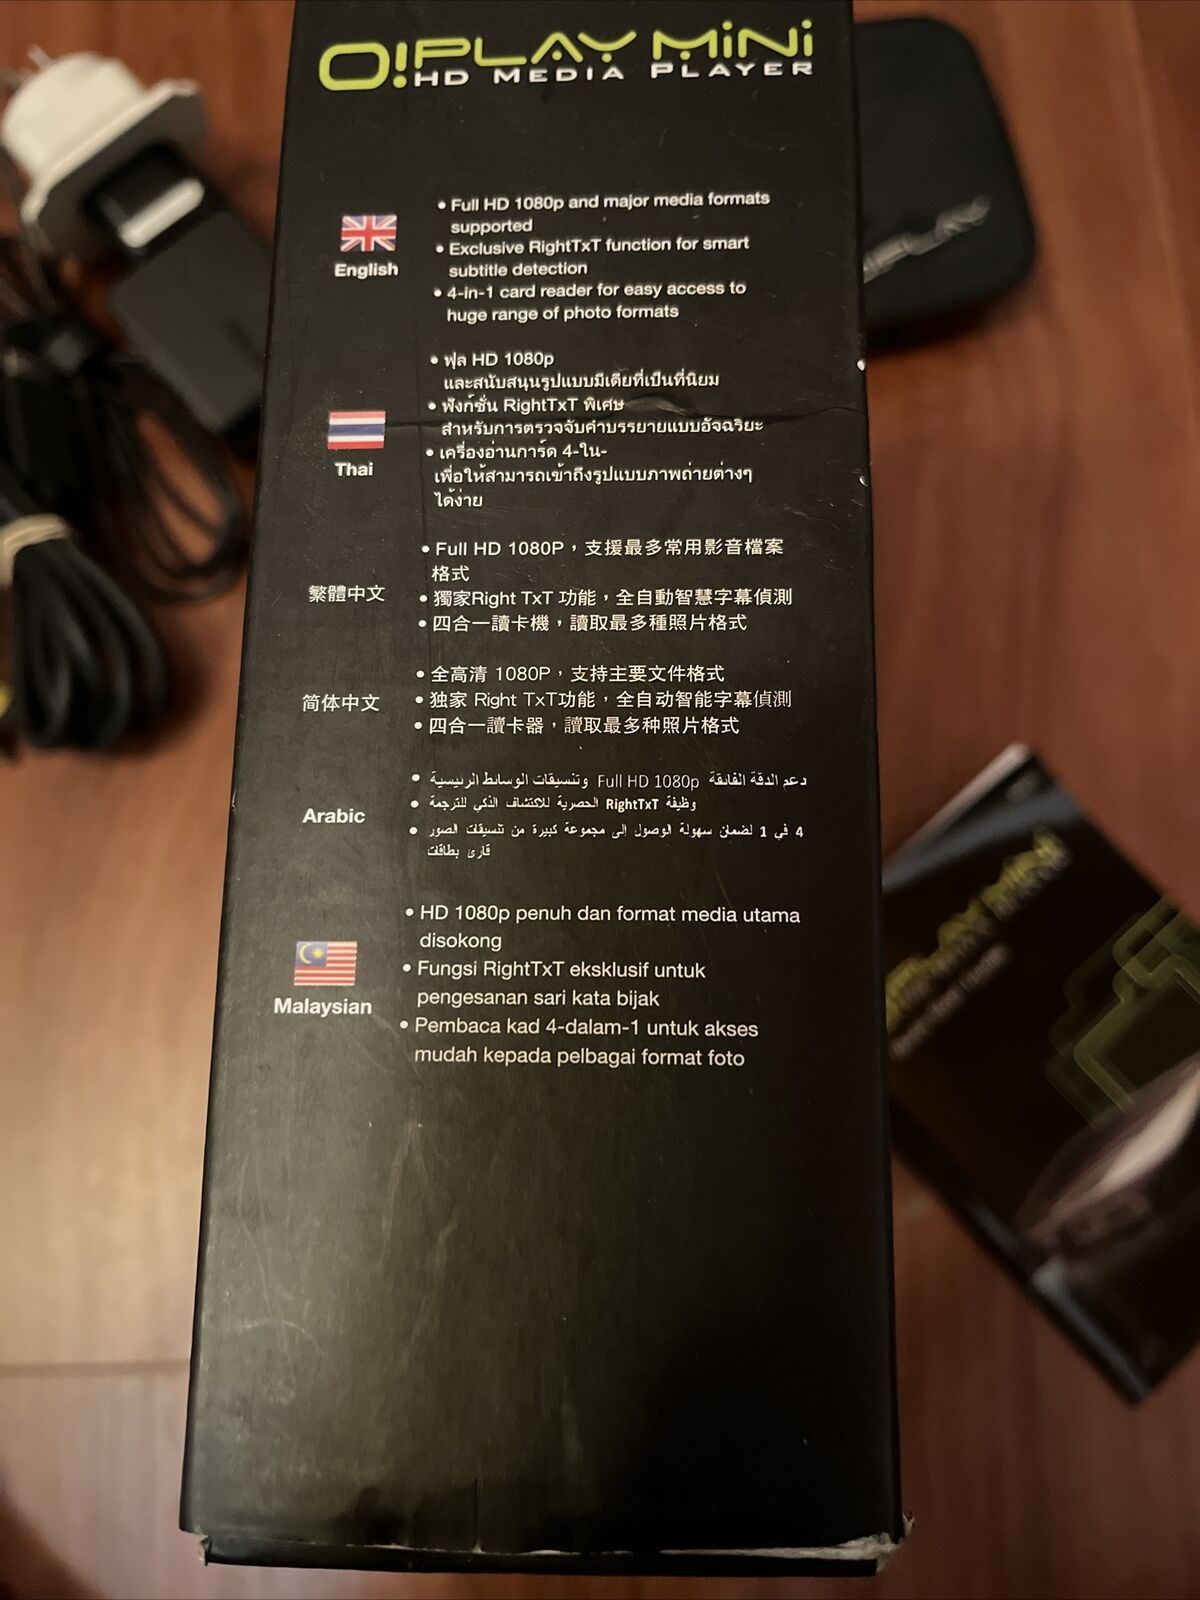 O!PLAY MINI
HD MEDIA PLAYER
English
• Full HD 1080p and major media formats
supported
• Exclusive RightTxT function for smart
subtitle detection
• 4-in-1 card reader for easy access to
huge range of photo formats
Thai
• ฟุล HD 1080p
และสนับสนุนรูปแบบมีเดียที่เป็นที่นิยม
• ฟังก์ชั่น RightTxT พิเศษ
สำหรับการตรวจจับคำบรรยายแบบอัจฉริยะ
• เครื่องอ่านการ์ด 4-ใน-
เพื่อให้สามารถเข้าถึงรูปแบบภาพถ่ายต่างๆ
ได้ง่าย
繁體中文
• Full HD 1080P，支援最多常用影音檔案
格式
• 獨家Right TxT 功能，全自動智慧字幕偵測
• 四合一讀卡機，讀取最多種照片格式
简体中文
• 全高清 1080P，支持主要文件格式
• 独家 Right TxT功能，全自动智能字幕偵測
• 四合一讀卡器，讀取最多种照片格式
Arabic
• دعم الدقة الفائقة Full HD 1080p وتنسيقات الوسائط الرئيسية
• وظيفة RightTxT الحصرية للاكتشاف الذكي للترجمة
• 4 في 1 لضمان سهولة الوصول إلى مجموعة كبيرة من تنسيقات الصور
قارئ بطاقات
Malaysian
• HD 1080p penuh dan format media utama
disokong
• Fungsi RightTxT eksklusif untuk
pengesanan sari kata bijak
• Pembaca kad 4-dalam-1 untuk akses
mudah kepada pelbagai format foto
PLAY MINI